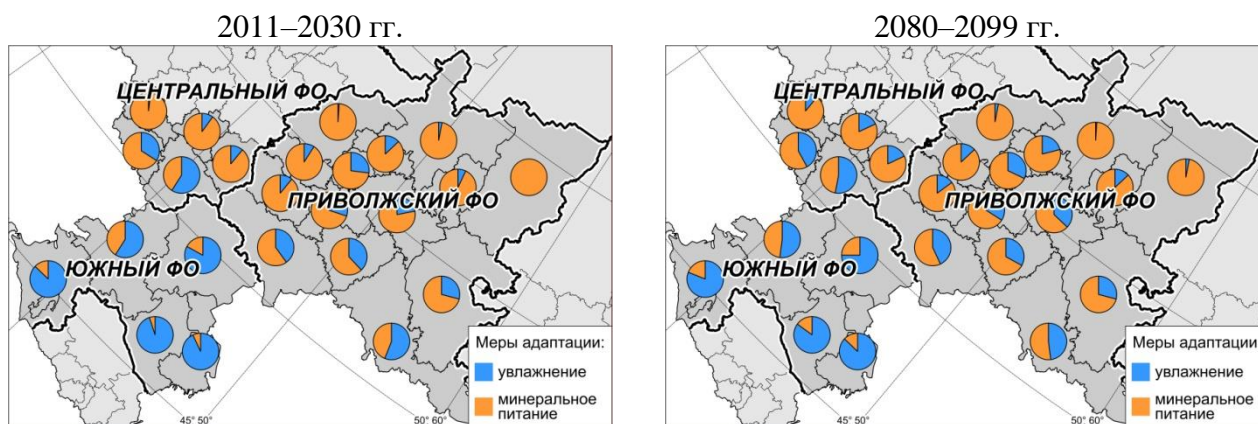 2011–2030 гг.
ЦЕНТРАЛЬНЫЙ ФО
ПРИВОЛЖСКИЙ ФО
ЮЖНЫЙ ФО
Меры адаптации:
увлажнение
минеральное
питание
45° 50°
50° 60°
2080–2099 гг.
ЦЕНТРАЛЬНЫЙ ФО
ПРИВОЛЖСКИЙ ФО
ЮЖНЫЙ ФО
Меры адаптации:
увлажнение
минеральное
питание
45° 50°
50° 60°